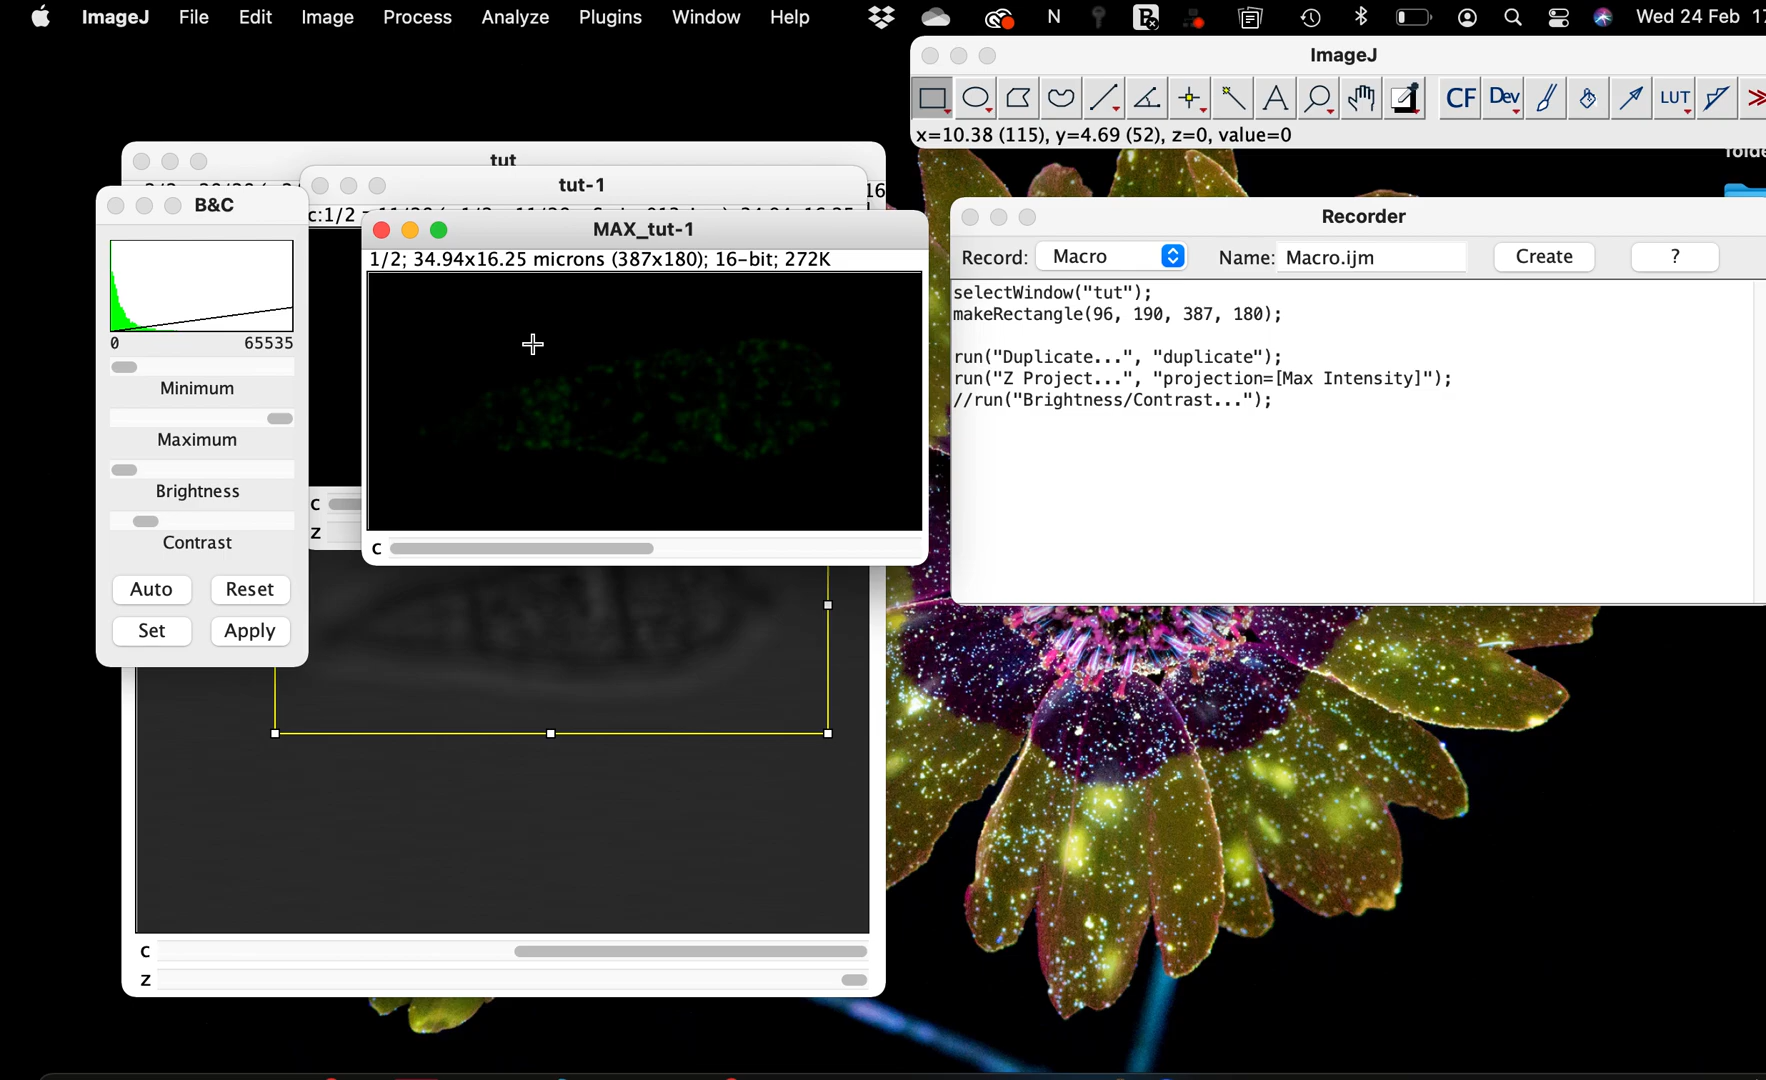 ImageJ File Edit Image Process Plugins Analyze Window Help N Wed 24 Feb
ImageJ
CF Dev LUT
x=10.38 (115), y=4.69 (52), z=0, value=0
tut
16
tut-1
B&C
MAX_tut-1
1/2; 34.94x16.25 microns (387x180); 16-bit; 272K
0 65535
Minimum
Maximum
Brightness
Contrast
Auto Reset
Set Apply
C
Z
C
C
Z
Recorder
Record: Macro Name: Macro.ijm Create ?
selectWindow("tut");
makeRectangle(96, 190, 387, 180);
run("Duplicate...", "duplicate");
run("Z Project...", "projection=[Max Intensity]");
//run("Brightness/Contrast...");